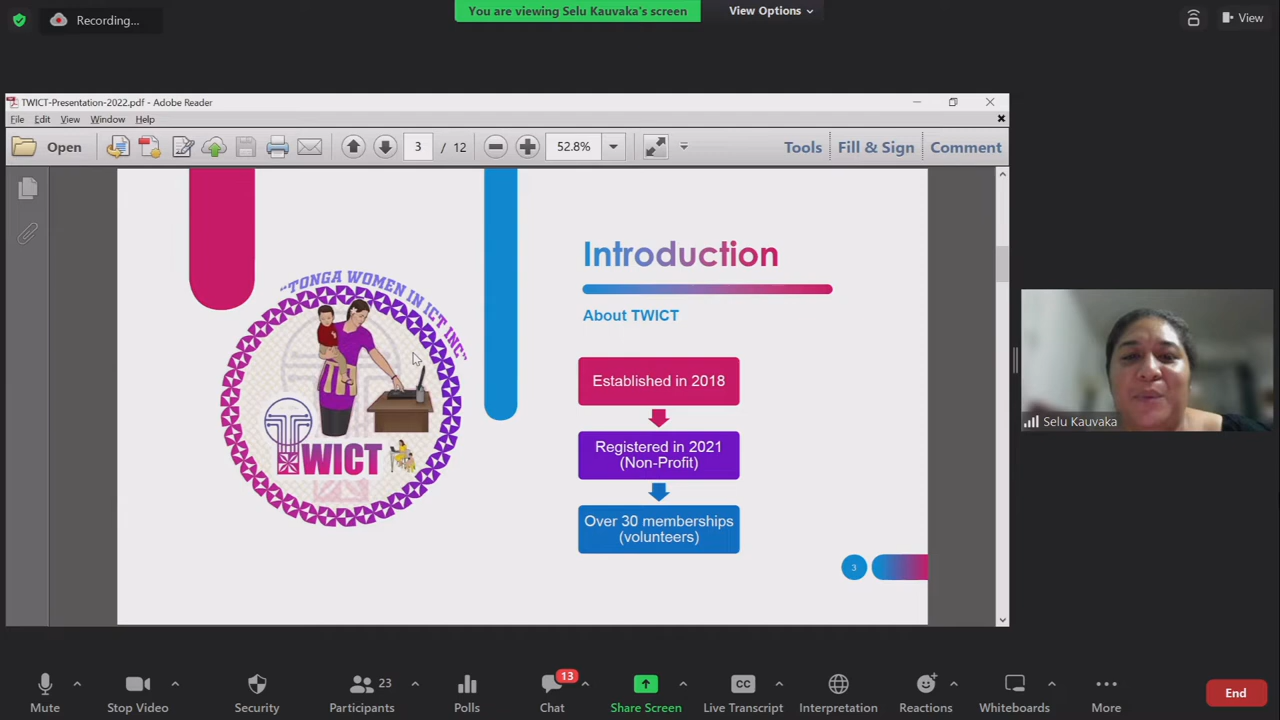 Recording...
You are viewing Selu Kauvaka's screen
View Options
View
TWICT-Presentation-2022.pdf - Adobe Reader
File Edit View Window Help
Open
3 / 12
52.8%
Tools
Fill & Sign
Comment
"TONGA WOMEN IN ICT INC"
TWICT
Introduction
About TWICT
Established in 2018
Registered in 2021
(Non-Profit)
Over 30 memberships
(volunteers)
3
Selu Kauvaka
Mute
Stop Video
Security
Participants
23
Polls
Chat
13
Share Screen
CC
Live Transcript
Interpretation
Reactions
Whiteboards
More
End